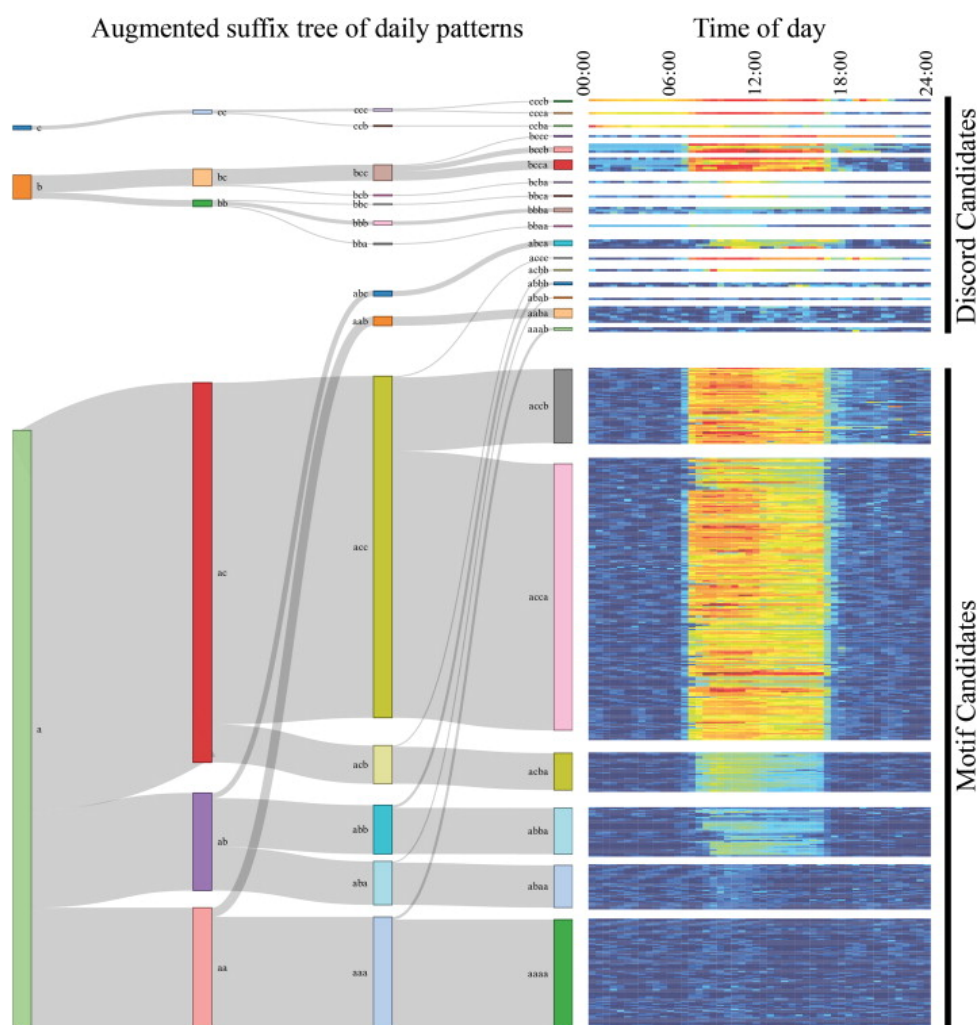 Augmented suffix tree of daily patterns
Time of day
00:00
06:00
12:00
18:00
24:00
c
cc
ccc
ccb
cccb
ccca
ccba
b
bc
bb
bcc
bcb
bbc
bbb
bba
bccc
bccb
bcca
bcba
bbca
bbba
bbaa
abca
accc
acbb
abbb
abab
aaba
aaab
abc
aab
Discord Candidates
a
ac
acc
accb
acca
acb
acba
ab
abb
abba
aba
abaa
aa
aaa
aaaa
Motif Candidates